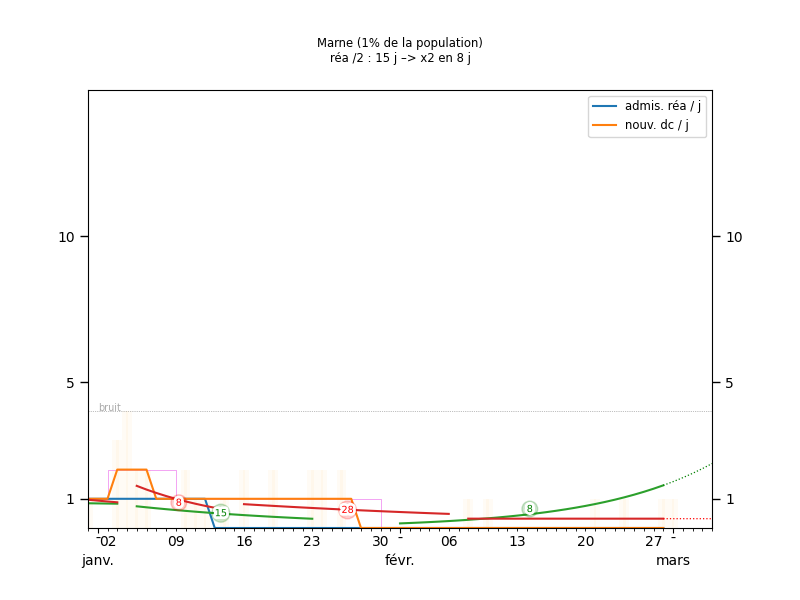 Marne (1% de la population)
réa /2 : 15 j –> x2 en 8 j
admis. réa / j
nouv. dc / j
10
10
5
5
bruit
1
1
8
15
28
8
02
09
16
23
30
06
13
20
27
janv.
févr.
mars